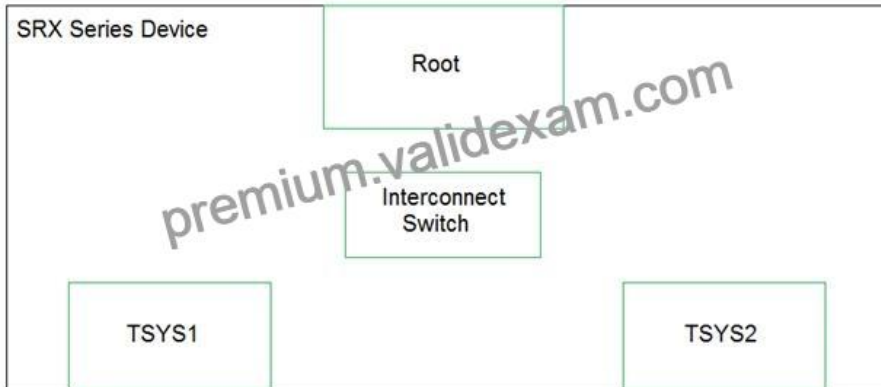 SRX Series Device
Root
premium.validexam.com
Interconnect
Switch
TSYS1
TSYS2